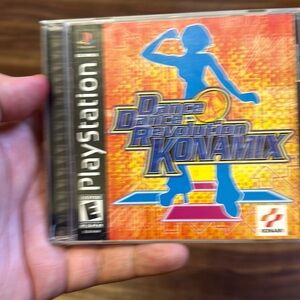 PlayStation
Dance
Dance
Revolution
KONAMIX
E
KONAMI